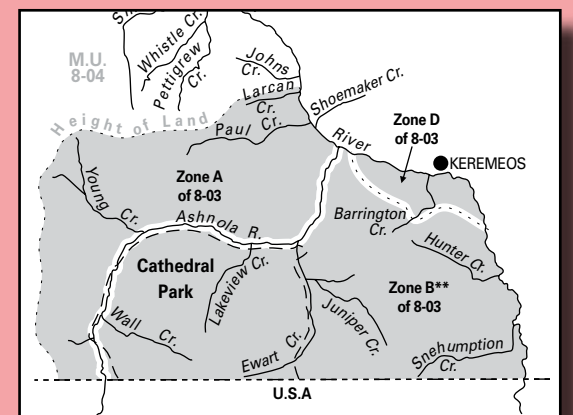 Whistle Cr.
Pettigrew
Cr.
M.U.
8-04
Johns
Cr.
Larcan
Cr.
Shoemaker Cr.
Height of Land
Paul Cr.
River
Zone D
of 8-03
KEREMEOS
Young
Cr.
Zone A
of 8-03
Ashnola R.
Barrington
Cr.
Hunter Cr.
Cathedral
Park
Lakeview Cr.
Zone B**
of 8-03
Wall
Cr.
Juniper Cr.
Ewart Cr.
Snehumption
Cr.
U.S.A